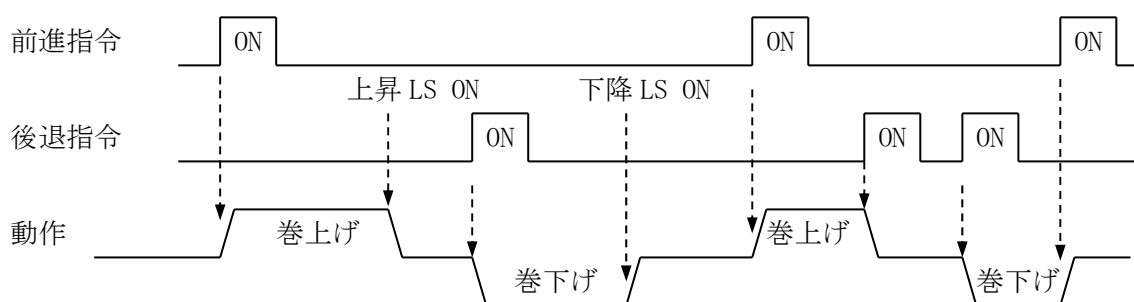 前進指令 ON ON ON
上昇 LS ON 下降 LS ON
後退指令 ON ON ON
動作 巻上げ 巻上げ
巻下げ 巻下げ